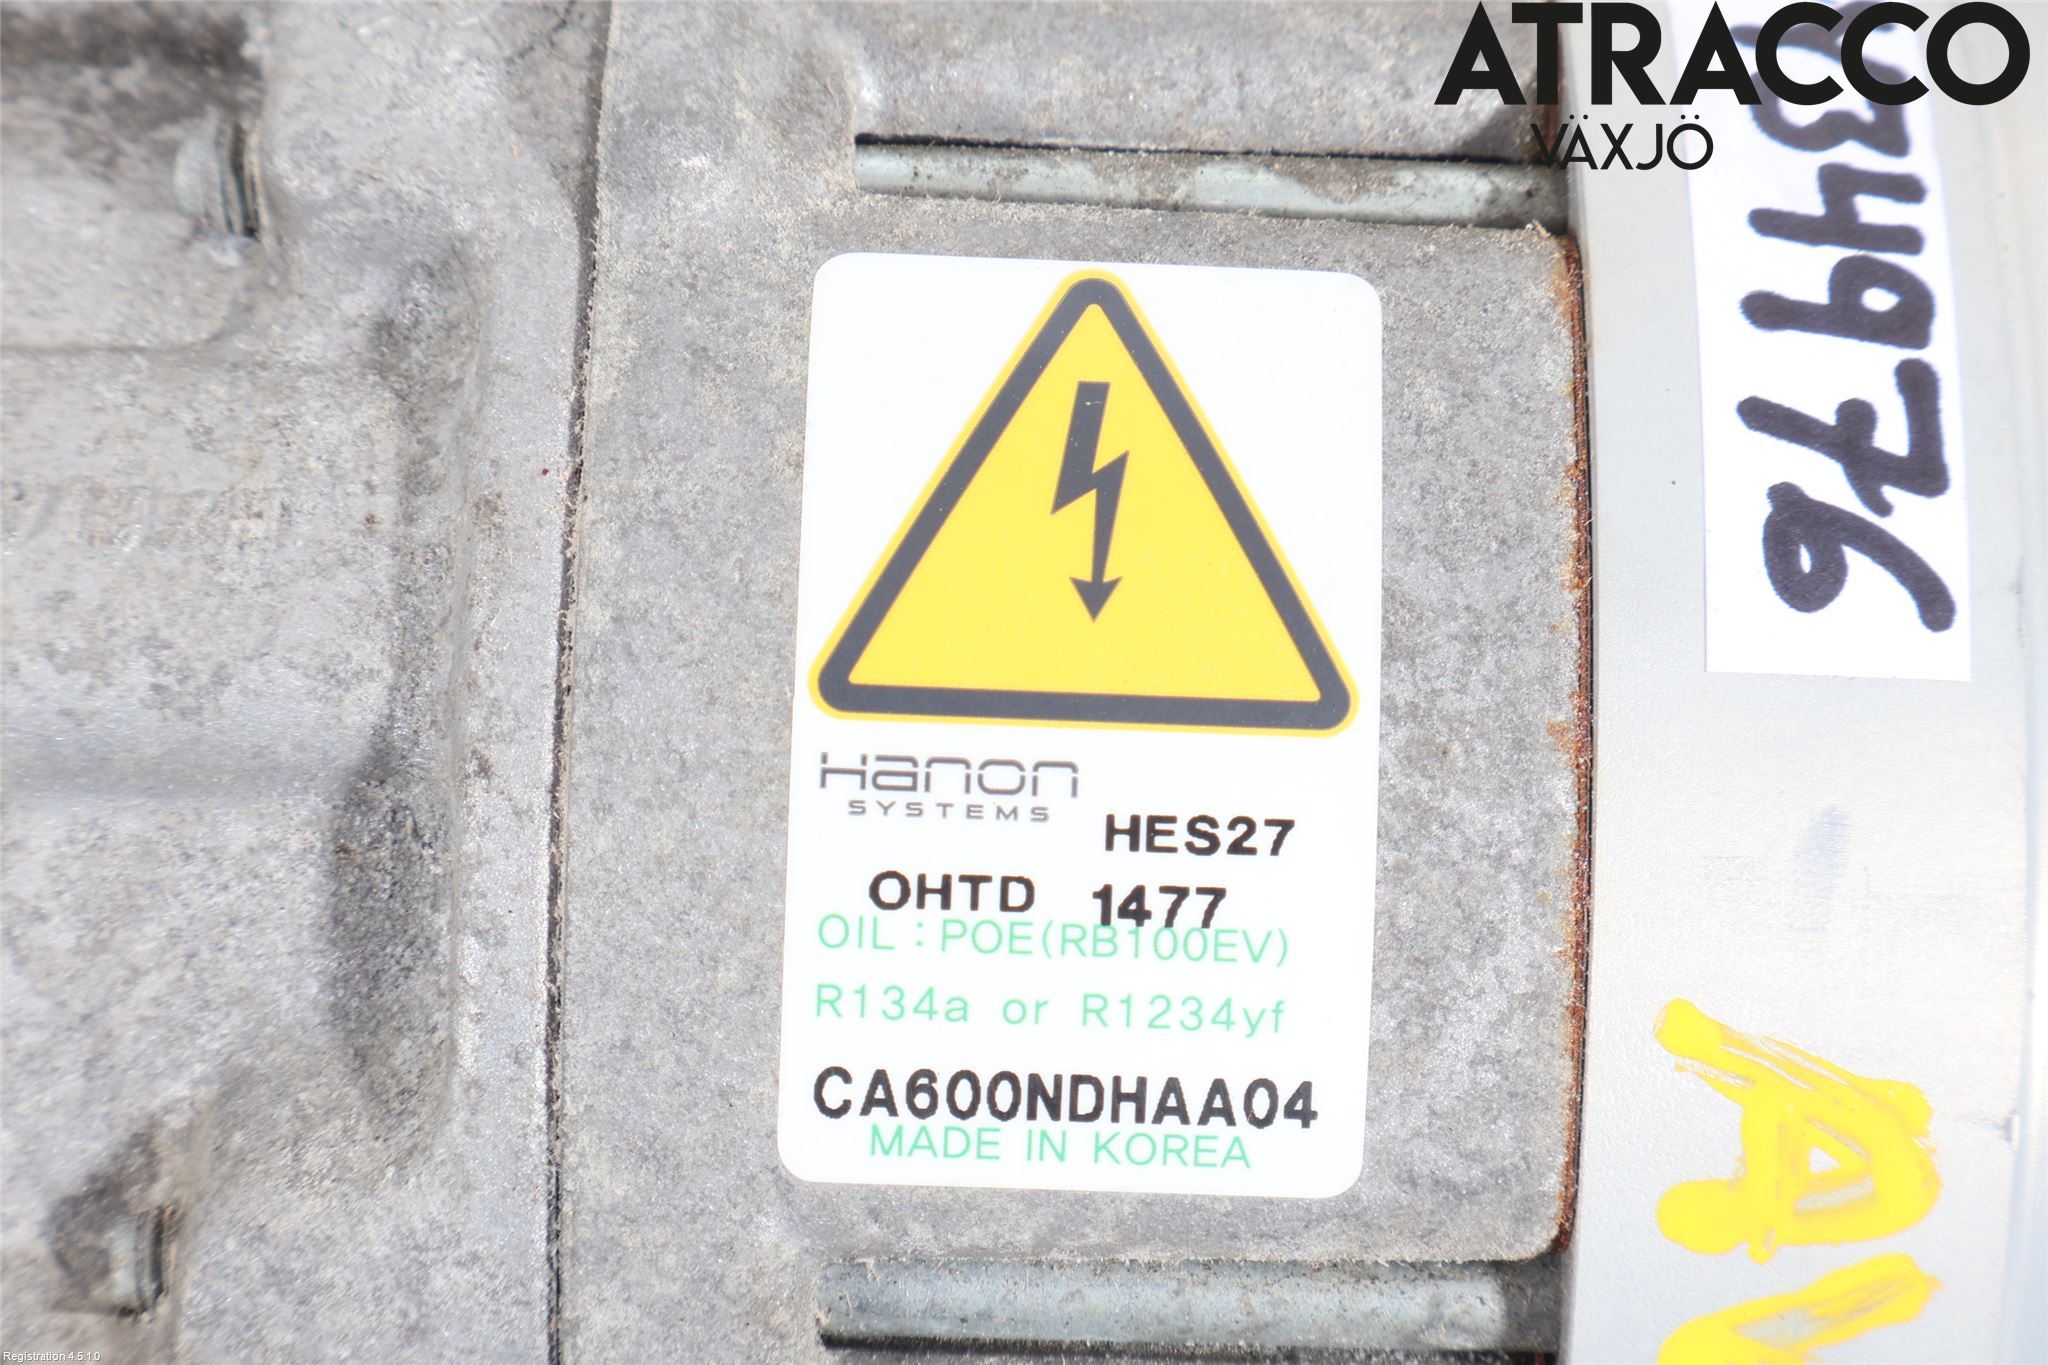 ATRACCO
VÄXJÖ
Hanon
SYSTEMS
HES27
OHTD 1477
OIL : POE(RB100EV)
R134a or R1234yf
CA600NDHAA04
MADE IN KOREA
Registration 4.5.1.0